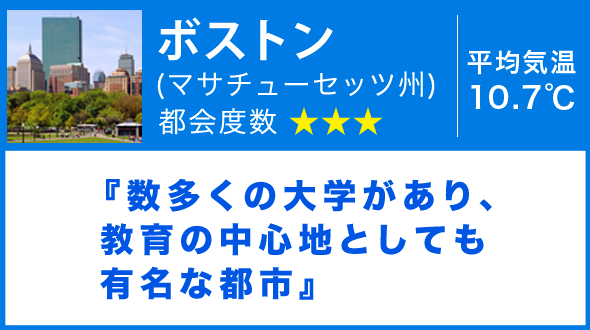 ボストン
(マサチューセッツ州)
都会度数 ★★★
平均気温
10.7℃
『数多くの大学があり、
教育の中心地としても
有名な都市』